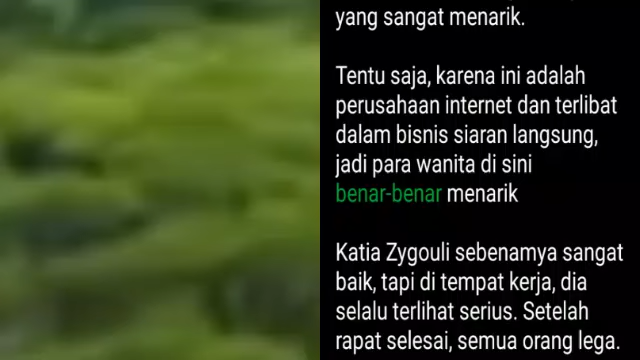 yang sangat menarik.
Tentu saja, karena ini adalah
perusahaan internet dan terlibat
dalam bisnis siaran langsung,
jadi para wanita di sini
benar-benar menarik
Katia Zygouli sebenamya sangat
baik, tapi di tempat kerja, dia
selalu terlihat serius. Setelah
rapat selesai, semua orang lega.